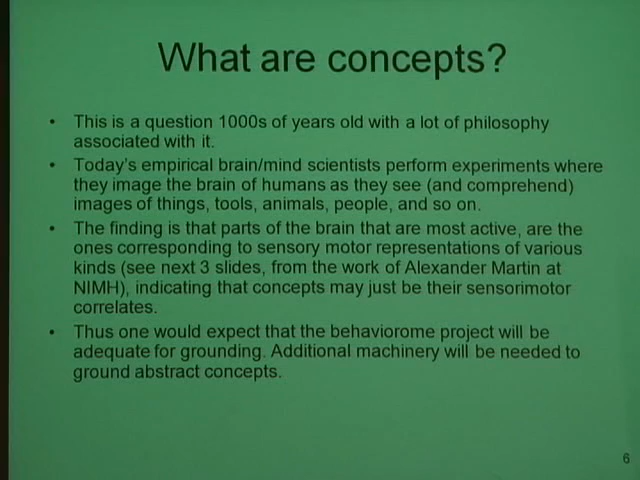 What are concepts?
• This is a question 1000s of years old with a lot of philosophy
associated with it.
• Today's empirical brain/mind scientists perform experiments where
they image the brain of humans as they see (and comprehend)
images of things, tools, animals, people, and so on.
• The finding is that parts of the brain that are most active, are the
ones corresponding to sensory motor representations of various
kinds (see next 3 slides, from the work of Alexander Martin at
NIMH), indicating that concepts may just be their sensorimotor
correlates.
• Thus one would expect that the behaviorome project will be
adequate for grounding. Additional machinery will be needed to
ground abstract concepts.
6